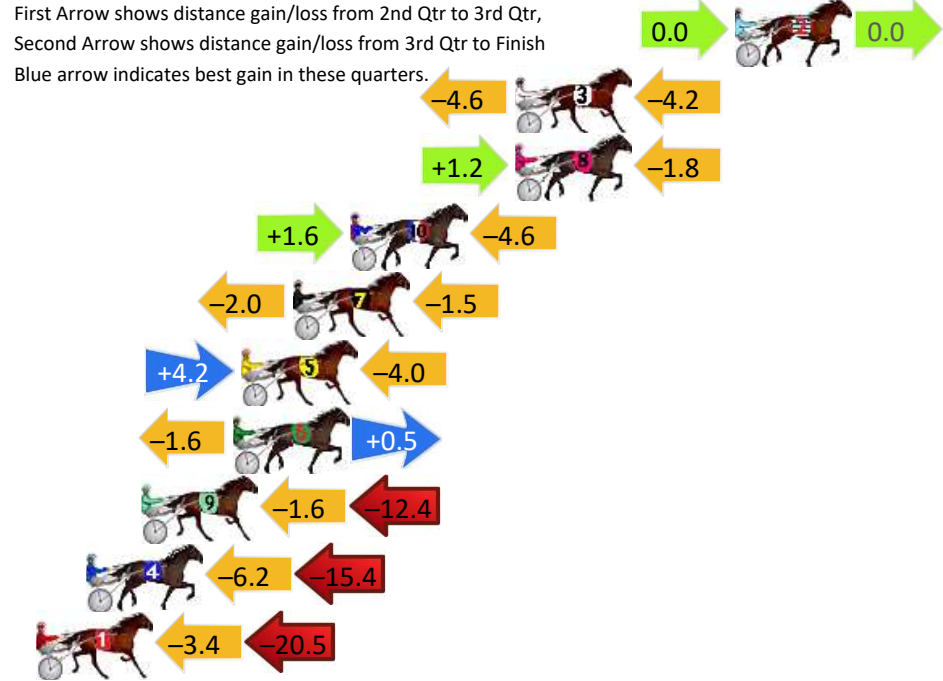 First Arrow shows distance gain/loss from 2nd Qtr to 3rd Qtr,
Second Arrow shows distance gain/loss from 3rd Qtr to Finish
Blue arrow indicates best gain in these quarters.
0.0 2 0.0
–4.6 3 –4.2
+1.2 8 –1.8
+1.6 10 –4.6
–2.0 7 –1.5
+4.2 5 –4.0
–1.6 6 +0.5
9 –1.6 –12.4
4 –6.2 –15.4
1 –3.4 –20.5